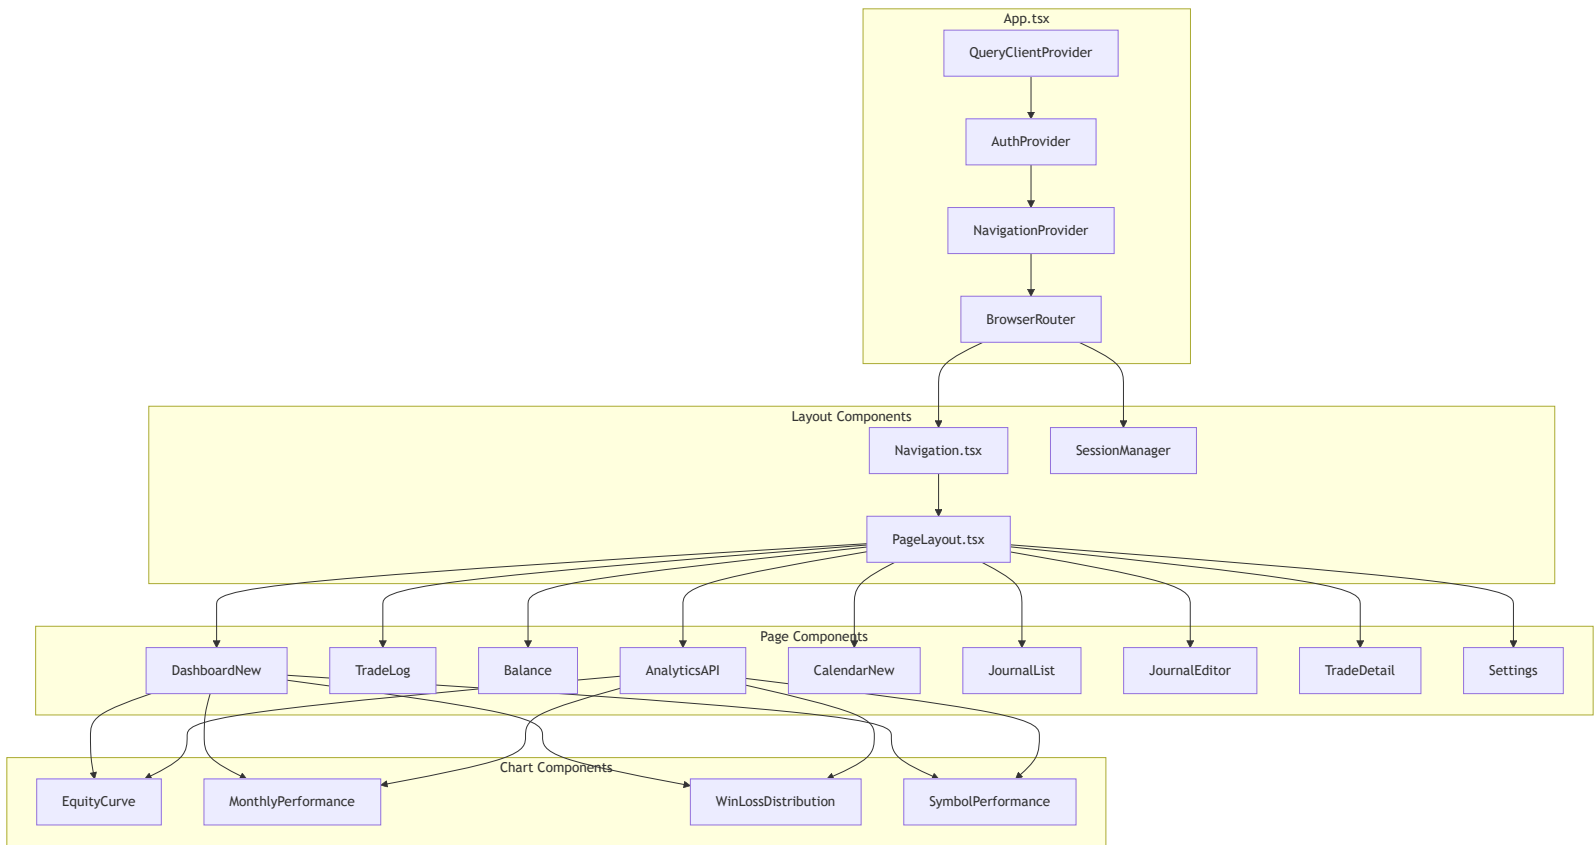 App.tsx
QueryClientProvider
AuthProvider
NavigationProvider
BrowserRouter
Layout Components
Navigation.tsx
SessionManager
PageLayout.tsx
Page Components
DashboardNew
TradeLog
Balance
AnalyticsAPI
CalendarNew
JournalList
JournalEditor
TradeDetail
Settings
Chart Components
EquityCurve
MonthlyPerformance
WinLossDistribution
SymbolPerformance